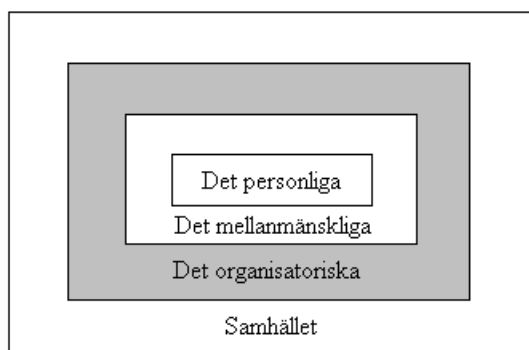 Det personliga
Det mellanmänskliga
Det organisatoriska
Samhället